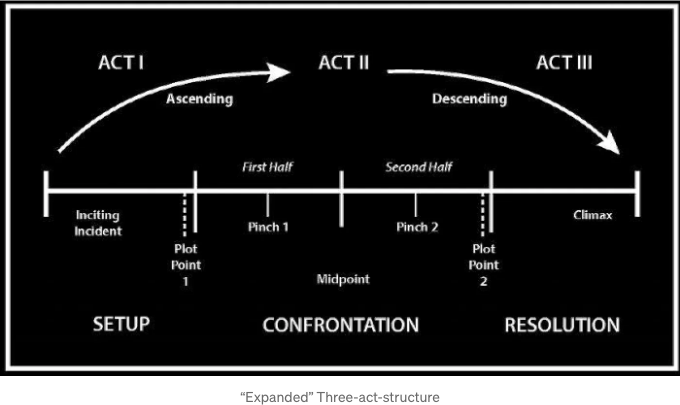 ACT I
ACT II
ACT III
Ascending
Descending
First Half
Second Half
Inciting
Incident
Pinch 1
Pinch 2
Climax
Plot
Point
1
Plot
Point
2
Midpoint
SETUP
CONFRONTATION
RESOLUTION
“Expanded” Three-act-structure